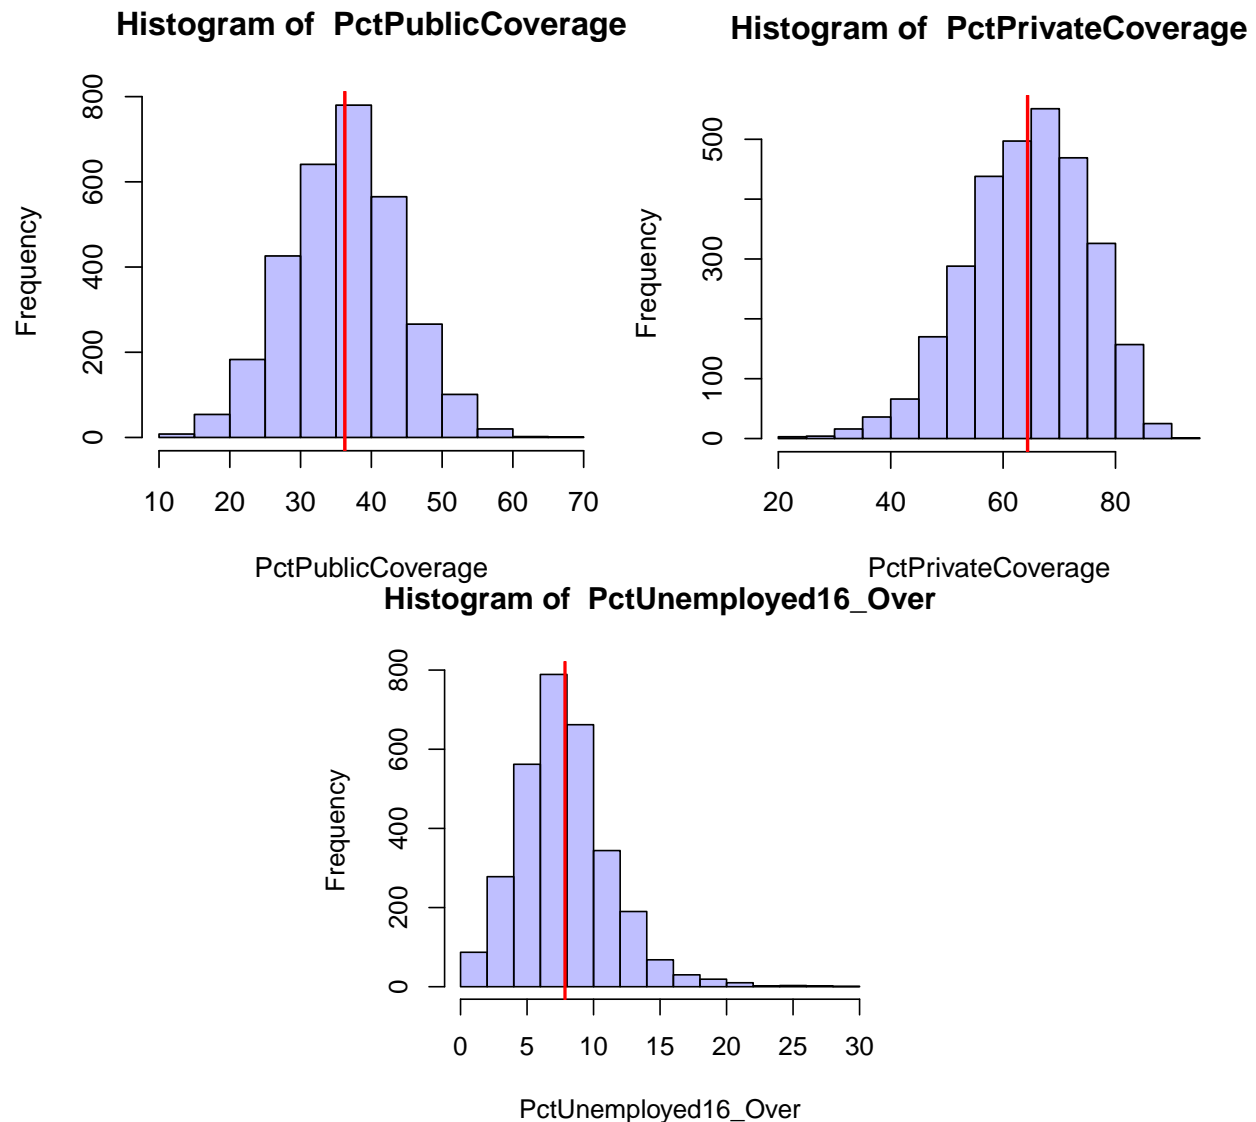 Histogram of  PctPublicCoverage
Frequency
0 200 400 600 800
10 20 30 40 50 60 70
PctPublicCoverage
Histogram of  PctPrivateCoverage
Frequency
0 100 300 500
20 40 60 80
PctPrivateCoverage
Histogram of  PctUnemployed16_Over
Frequency
0 200 400 600 800
0 5 10 15 20 25 30
PctUnemployed16_Over